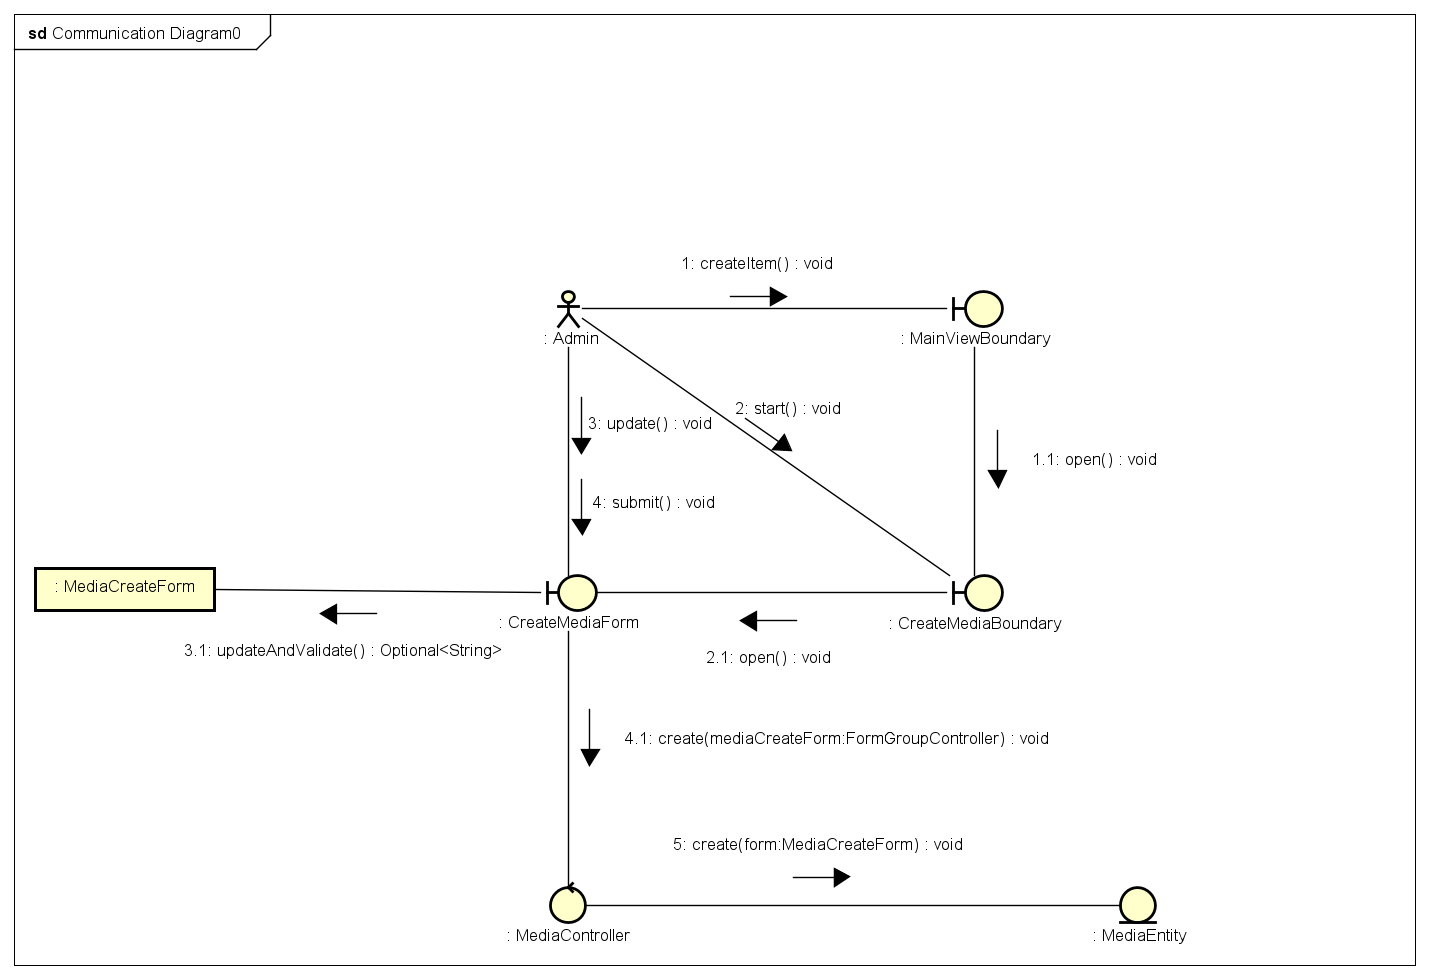 sd Communication Diagram0
1: createItem() : void
: Admin
: MainViewBoundary
2: start() : void
3: update() : void
1.1: open() : void
4: submit() : void
: MediaCreateForm
: CreateMediaForm
: CreateMediaBoundary
3.1: updateAndValidate() : Optional<String>
2.1: open() : void
4.1: create(mediaCreateForm:FormGroupController) : void
5: create(form:MediaCreateForm) : void
: MediaController
: MediaEntity